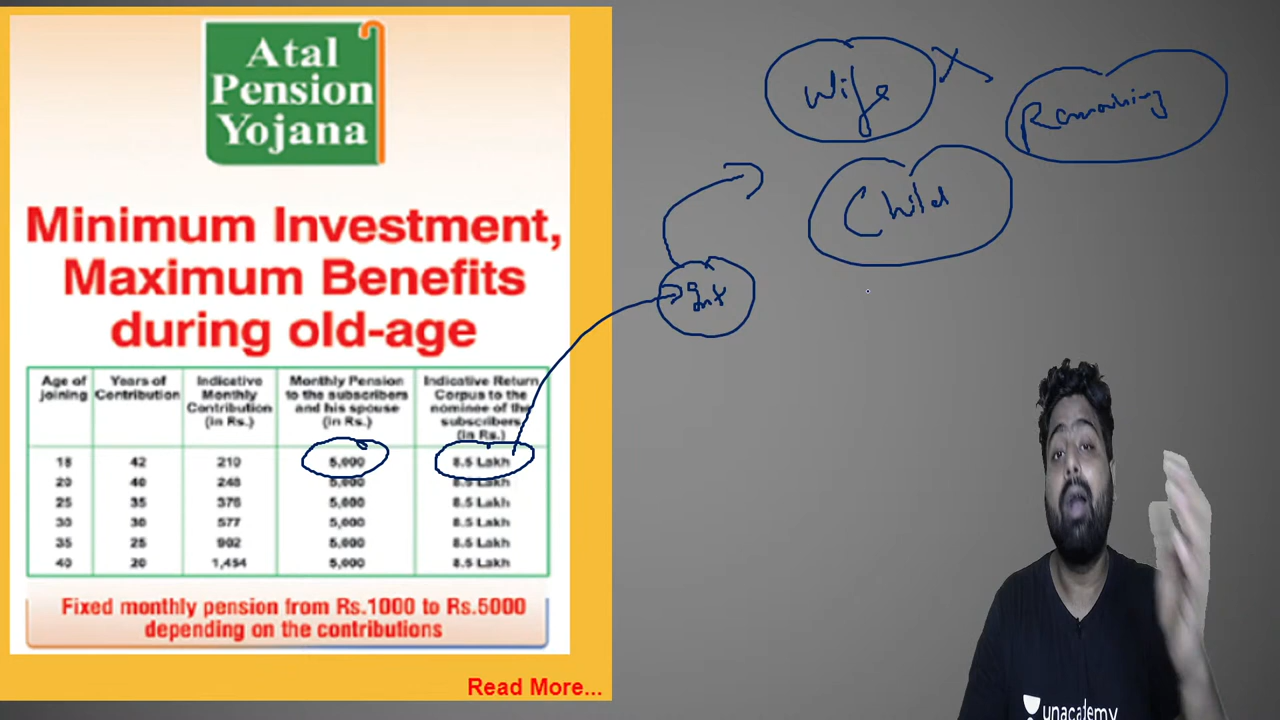 Atal
Pension
Yojana
Minimum Investment,
Maximum Benefits
during old-age
Age of joining | Years of Contribution | Indicative Monthly Contribution (in Rs.) | Monthly Pension to the subscribers and his spouse (in Rs.) | Indicative Return Corpus to the nominee of the subscribers (in Rs.)
18 42 210 5,000 8.5 Lakh
20 40 248 5,000 8.5 Lakh
25 35 376 5,000 8.5 Lakh
30 30 577 5,000 8.5 Lakh
35 25 902 5,000 8.5 Lakh
40 20 1,454 5,000 8.5 Lakh
Fixed monthly pension from Rs.1000 to Rs.5000
depending on the contributions
Read More...
Wife
Remaining
Child
Int
unacademy